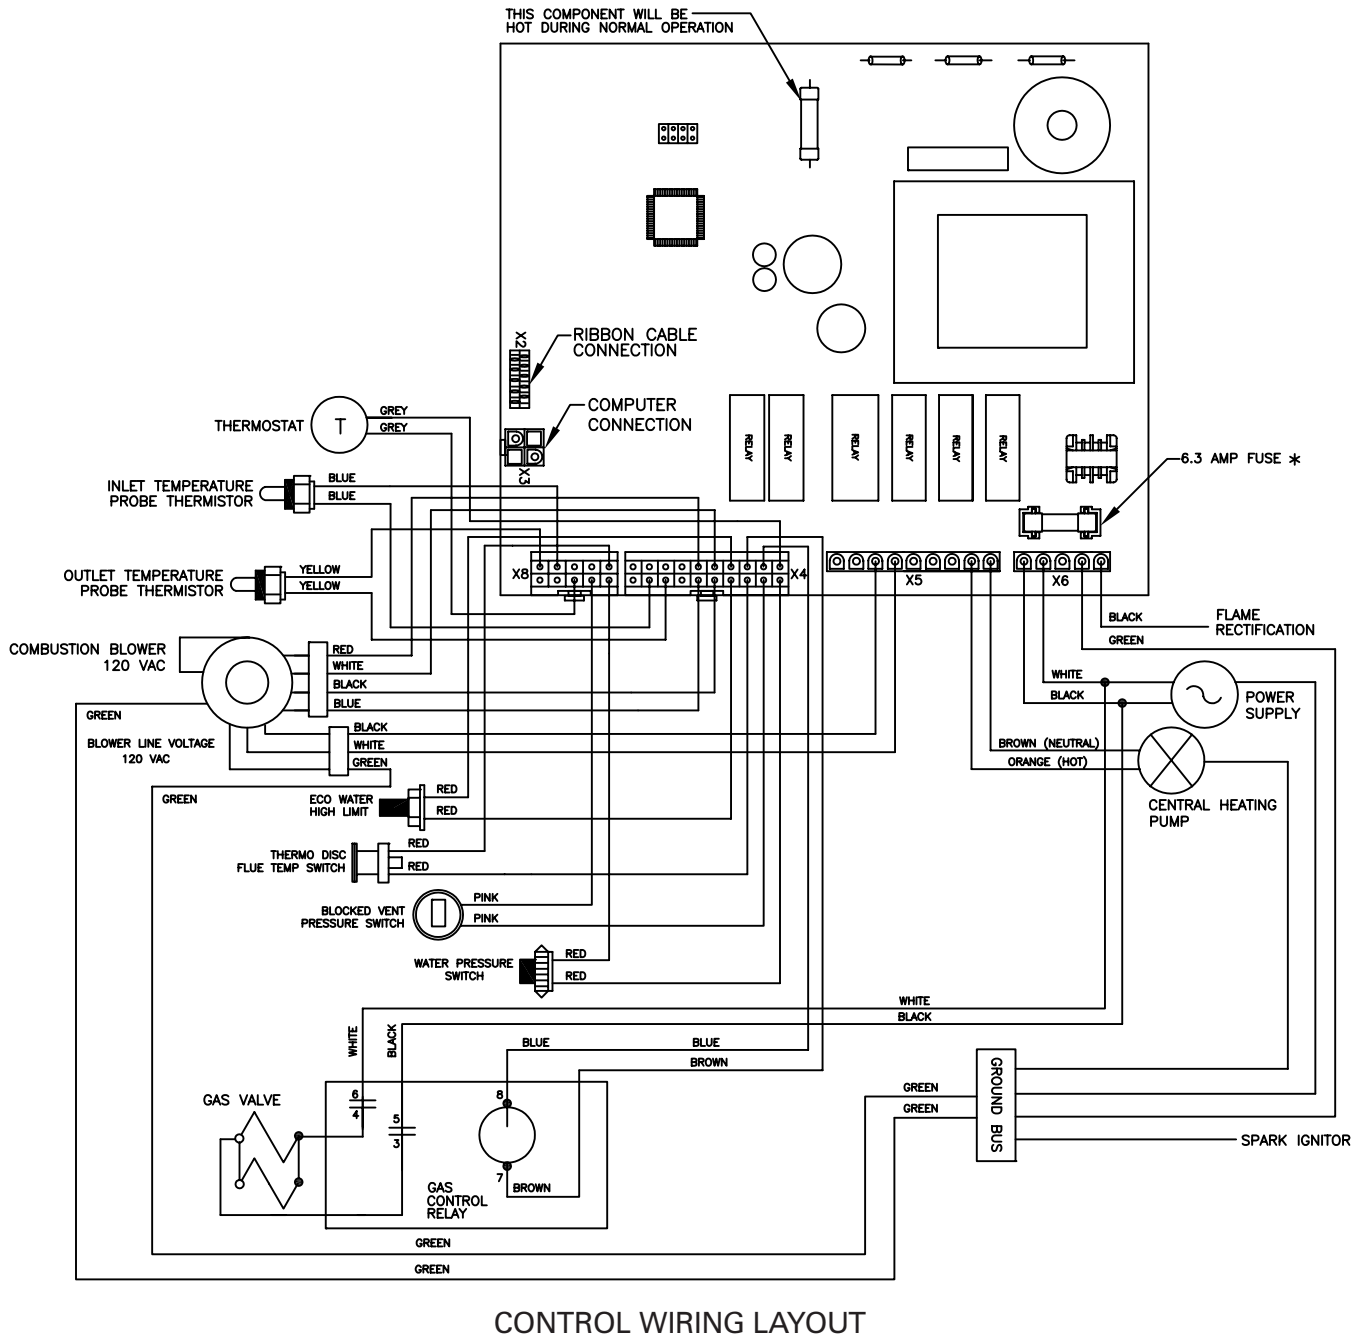 THIS COMPONENT WILL BE
HOT DURING NORMAL OPERATION
X2
RIBBON CABLE
CONNECTION
COMPUTER
CONNECTION
X3
RELAY
RELAY
RELAY
RELAY
RELAY
RELAY
6.3 AMP FUSE *
THERMOSTAT
T
GREY
GREY
INLET TEMPERATURE
PROBE THERMISTOR
BLUE
BLUE
OUTLET TEMPERATURE
PROBE THERMISTOR
YELLOW
YELLOW
X8
X4
X5
X6
BLACK
FLAME
RECTIFICATION
GREEN
COMBUSTION BLOWER
120 VAC
RED
WHITE
BLACK
BLUE
GREEN
BLOWER LINE VOLTAGE
120 VAC
BLACK
WHITE
GREEN
GREEN
WHITE
BLACK
POWER
SUPPLY
BROWN (NEUTRAL)
ORANGE (HOT)
CENTRAL HEATING
PUMP
ECO WATER
HIGH LIMIT
RED
RED
THERMO DISC
FLUE TEMP SWITCH
RED
RED
BLOCKED VENT
PRESSURE SWITCH
PINK
PINK
WATER PRESSURE
SWITCH
RED
RED
WHITE
BLACK
WHITE
BLACK
BLUE
BLUE
BROWN
GAS VALVE
6
4
5
3
8
7
BROWN
GAS
CONTROL
RELAY
GREEN
GREEN
GROUND BUS
SPARK IGNITOR
GREEN
GREEN
CONTROL WIRING LAYOUT